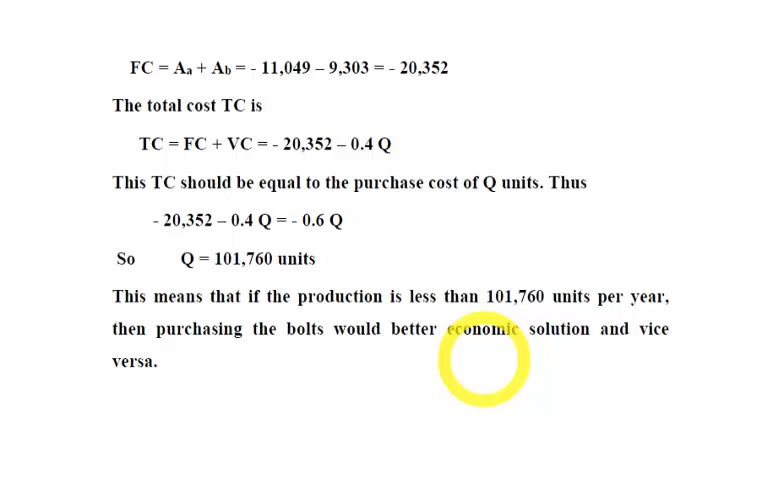 FC = Aa + Ab = - 11,049 – 9,303 = - 20,352
The total cost TC is
TC = FC + VC = - 20,352 – 0.4 Q
This TC should be equal to the purchase cost of Q units. Thus
- 20,352 – 0.4 Q = - 0.6 Q
So Q = 101,760 units
This means that if the production is less than 101,760 units per year,
then purchasing the bolts would better economic solution and vice
versa.